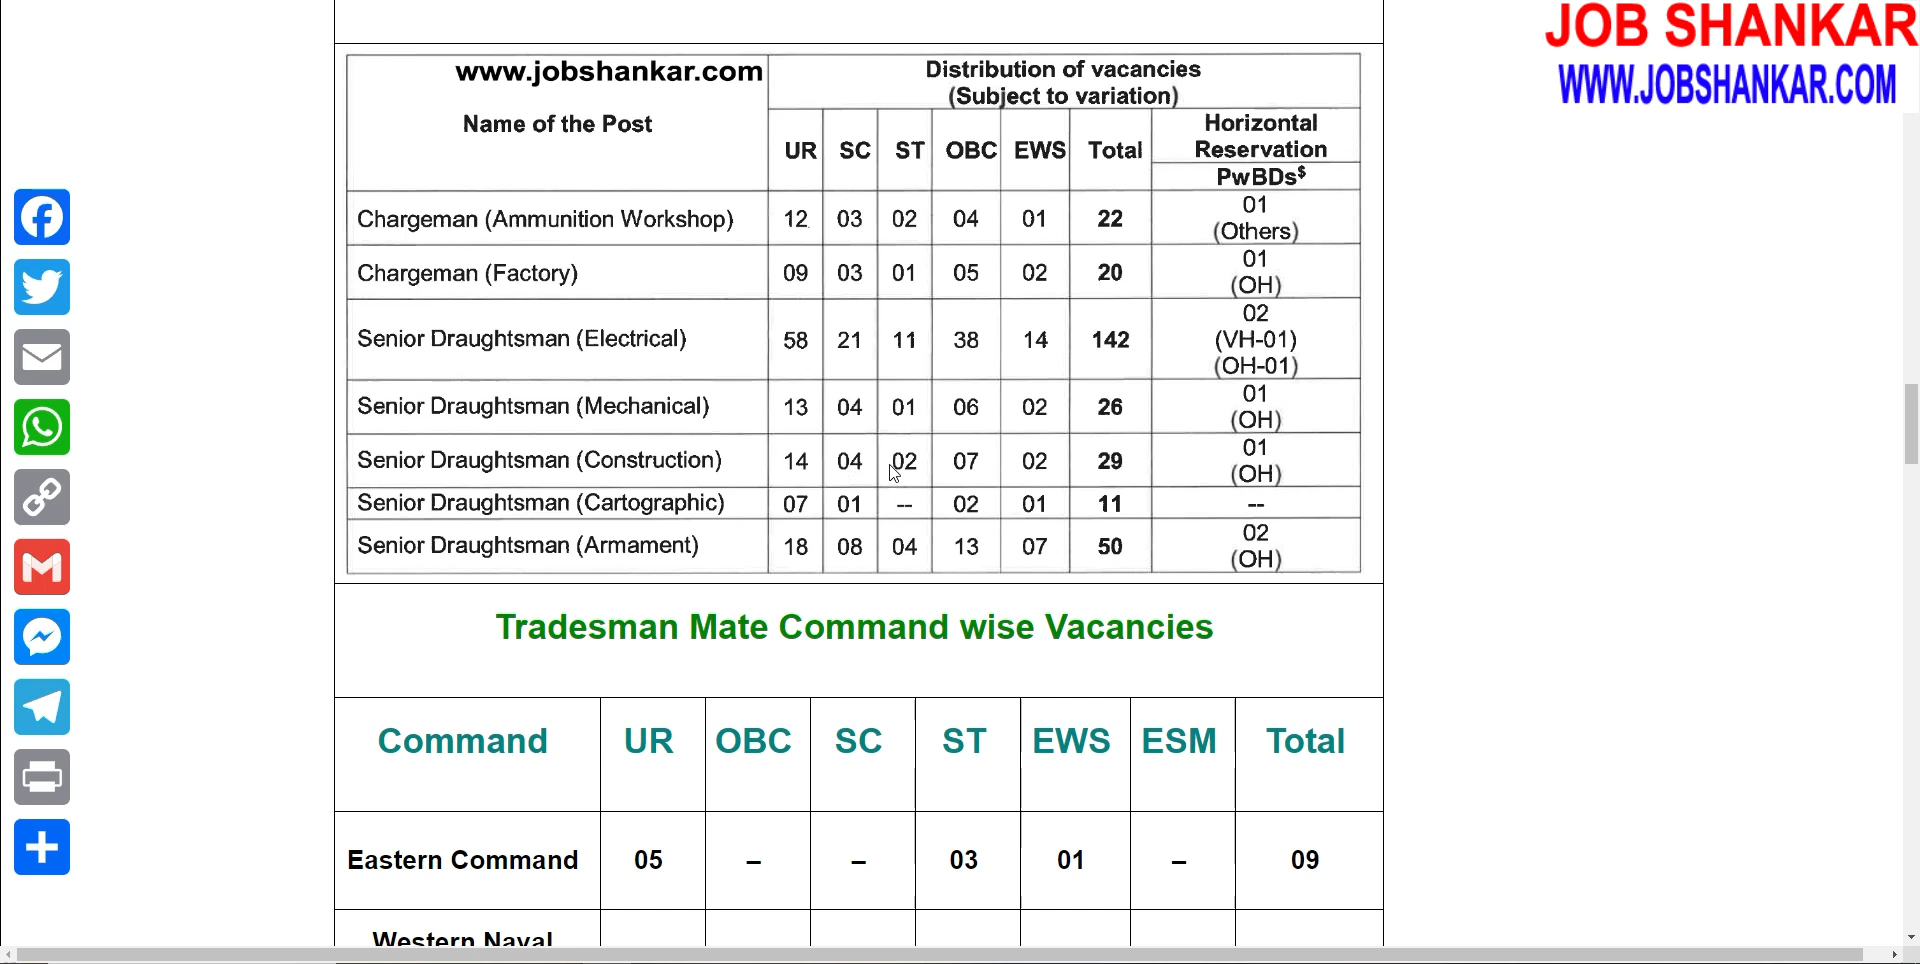 JOB SHANKAR
WWW.JOBSHANKAR.COM
www.jobshankar.com
Name of the Post
Distribution of vacancies
(Subject to variation)
UR SC ST OBC EWS Total
Horizontal
Reservation
PwBDs$
Chargeman (Ammunition Workshop) 12 03 02 04 01 22 01
(Others)
Chargeman (Factory) 09 03 01 05 02 20 01
(OH)
Senior Draughtsman (Electrical) 58 21 11 38 14 142 02
(VH-01)
(OH-01)
Senior Draughtsman (Mechanical) 13 04 01 06 02 26 01
(OH)
Senior Draughtsman (Construction) 14 04 02 07 02 29 01
(OH)
Senior Draughtsman (Cartographic) 07 01 -- 02 01 11 --
Senior Draughtsman (Armament) 18 08 04 13 07 50 02
(OH)
Tradesman Mate Command wise Vacancies
Command UR OBC SC ST EWS ESM Total
Eastern Command 05 – – 03 01 – 09
Western Naval